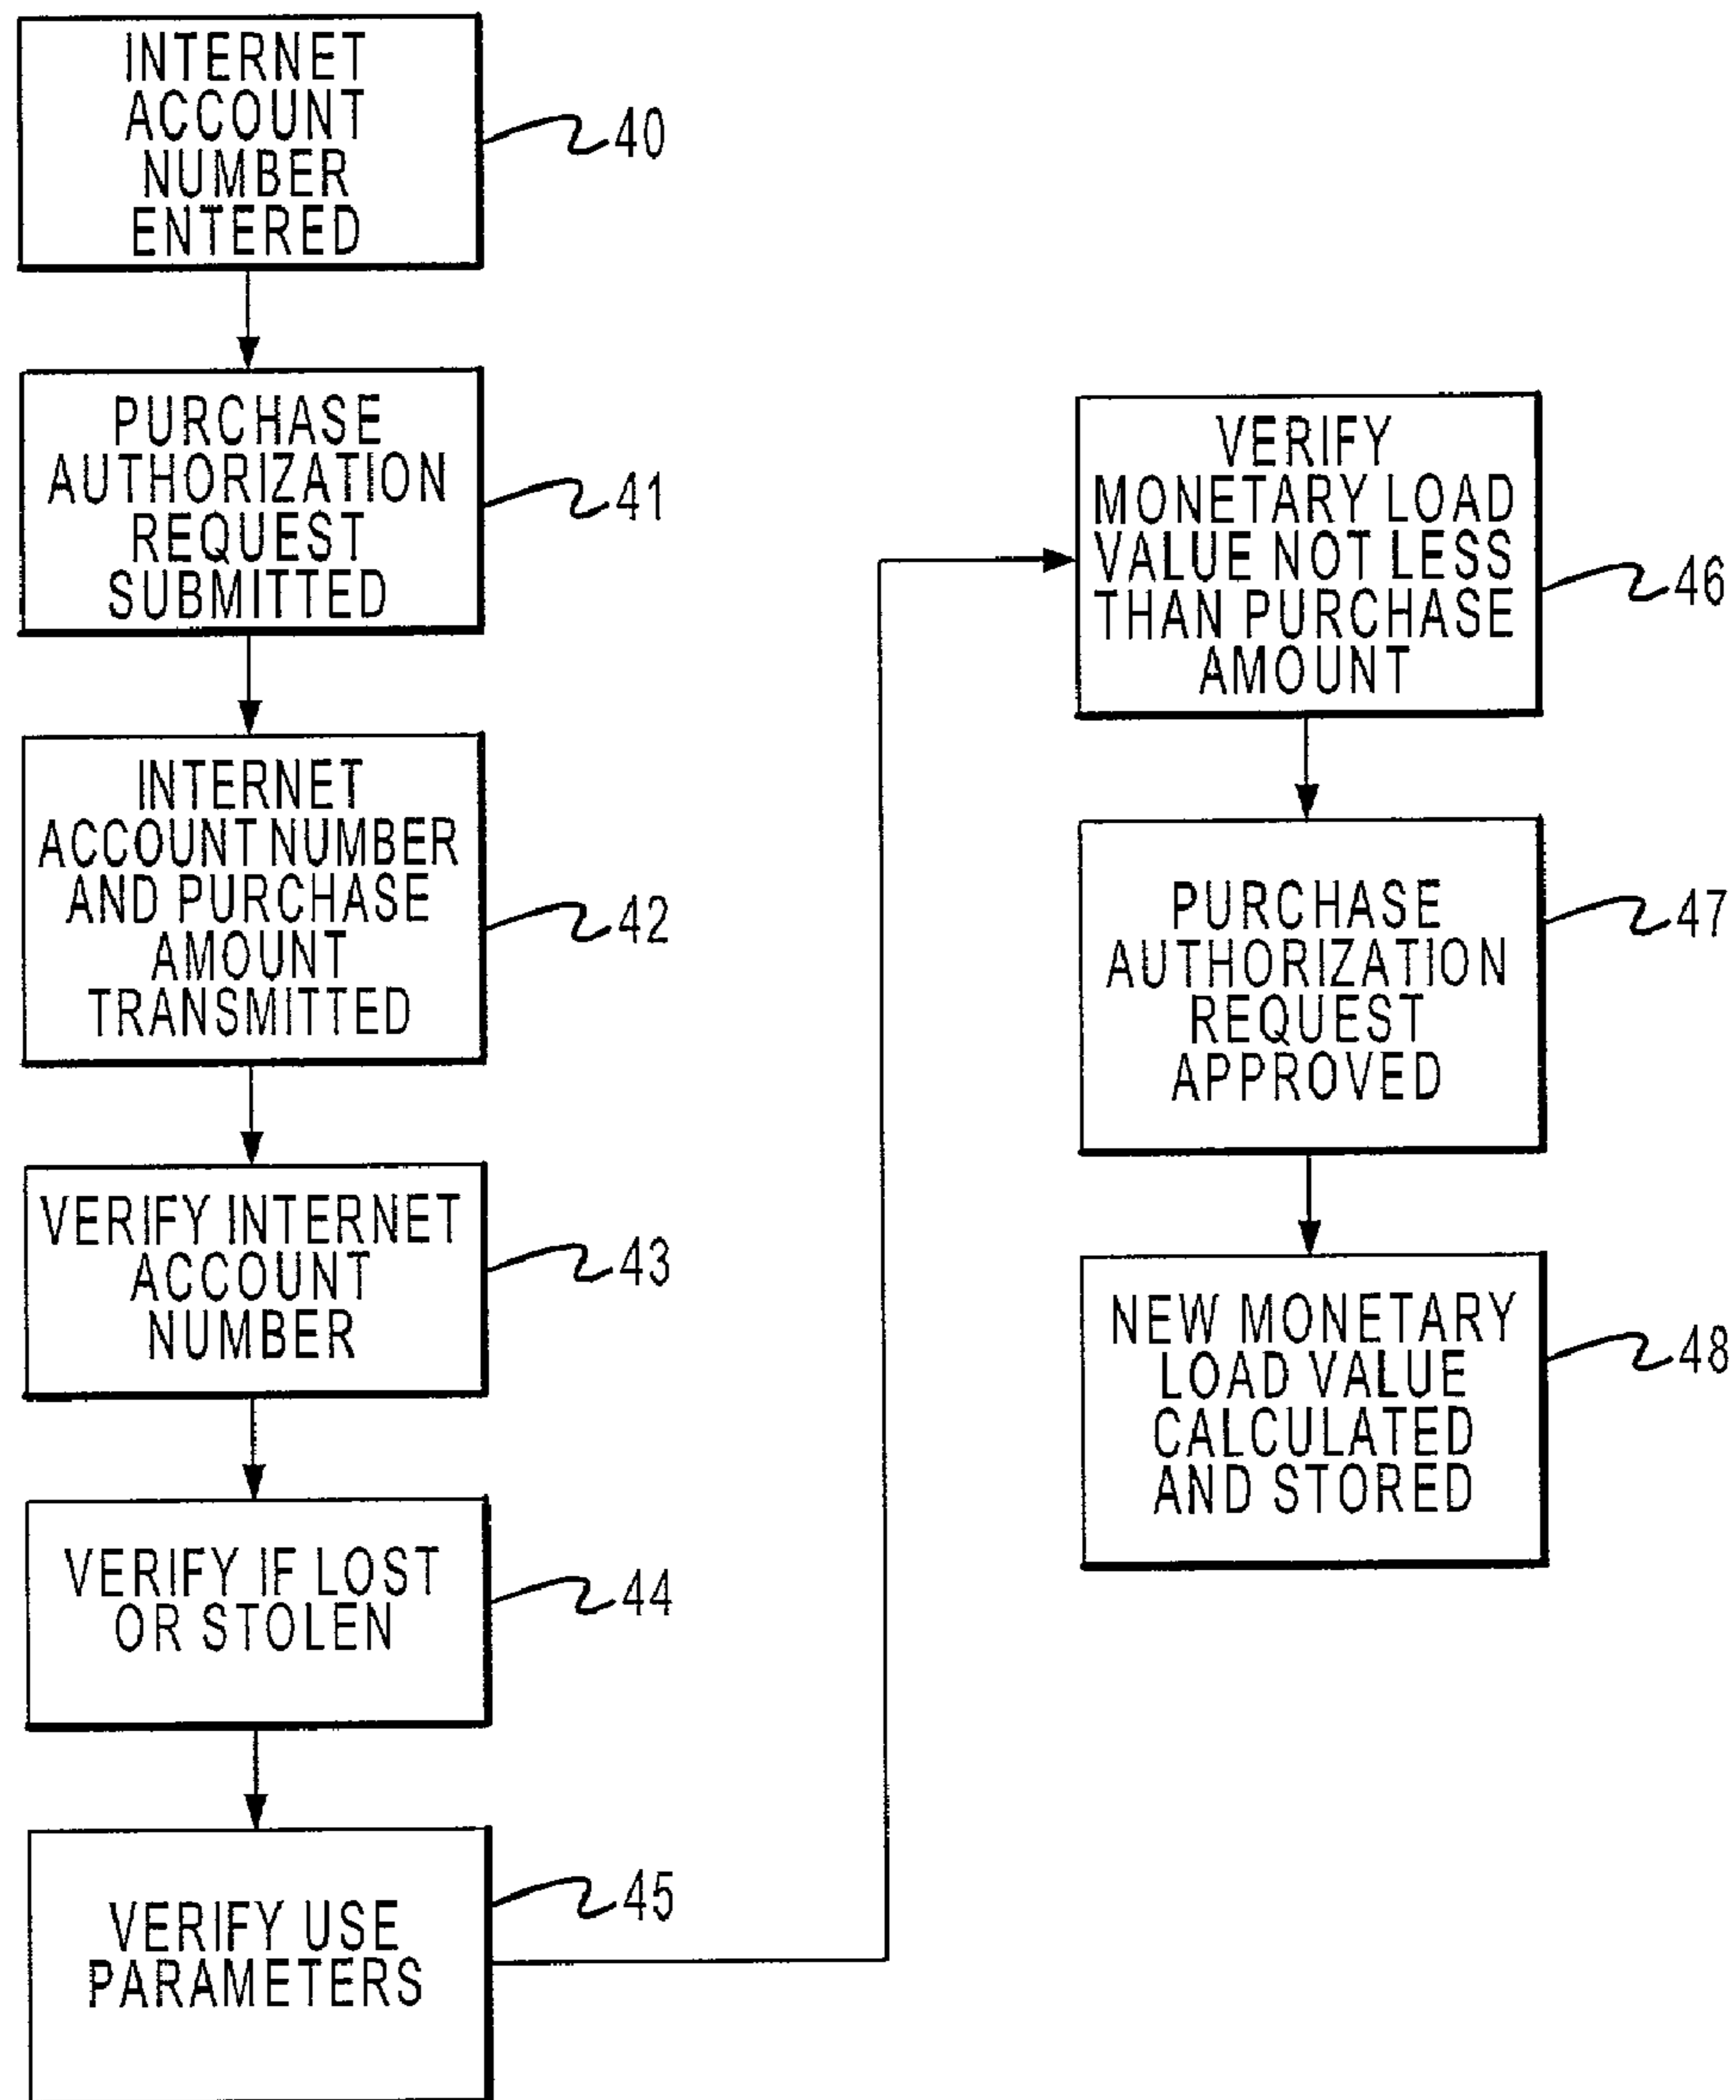 INTERNET
ACCOUNT
NUMBER
ENTERED
40
PURCHASE
AUTHORIZATION
REQUEST
SUBMITTED
41
INTERNET
ACCOUNT NUMBER
AND PURCHASE
AMOUNT
TRANSMITTED
42
VERIFY INTERNET
ACCOUNT
NUMBER
43
VERIFY IF LOST
OR STOLEN
44
VERIFY USE
PARAMETERS
45
VERIFY
MONETARY LOAD
VALUE NOT LESS
THAN PURCHASE
AMOUNT
46
PURCHASE
AUTHORIZATION
REQUEST
APPROVED
47
NEW MONETARY
LOAD VALUE
CALCULATED
AND STORED
48